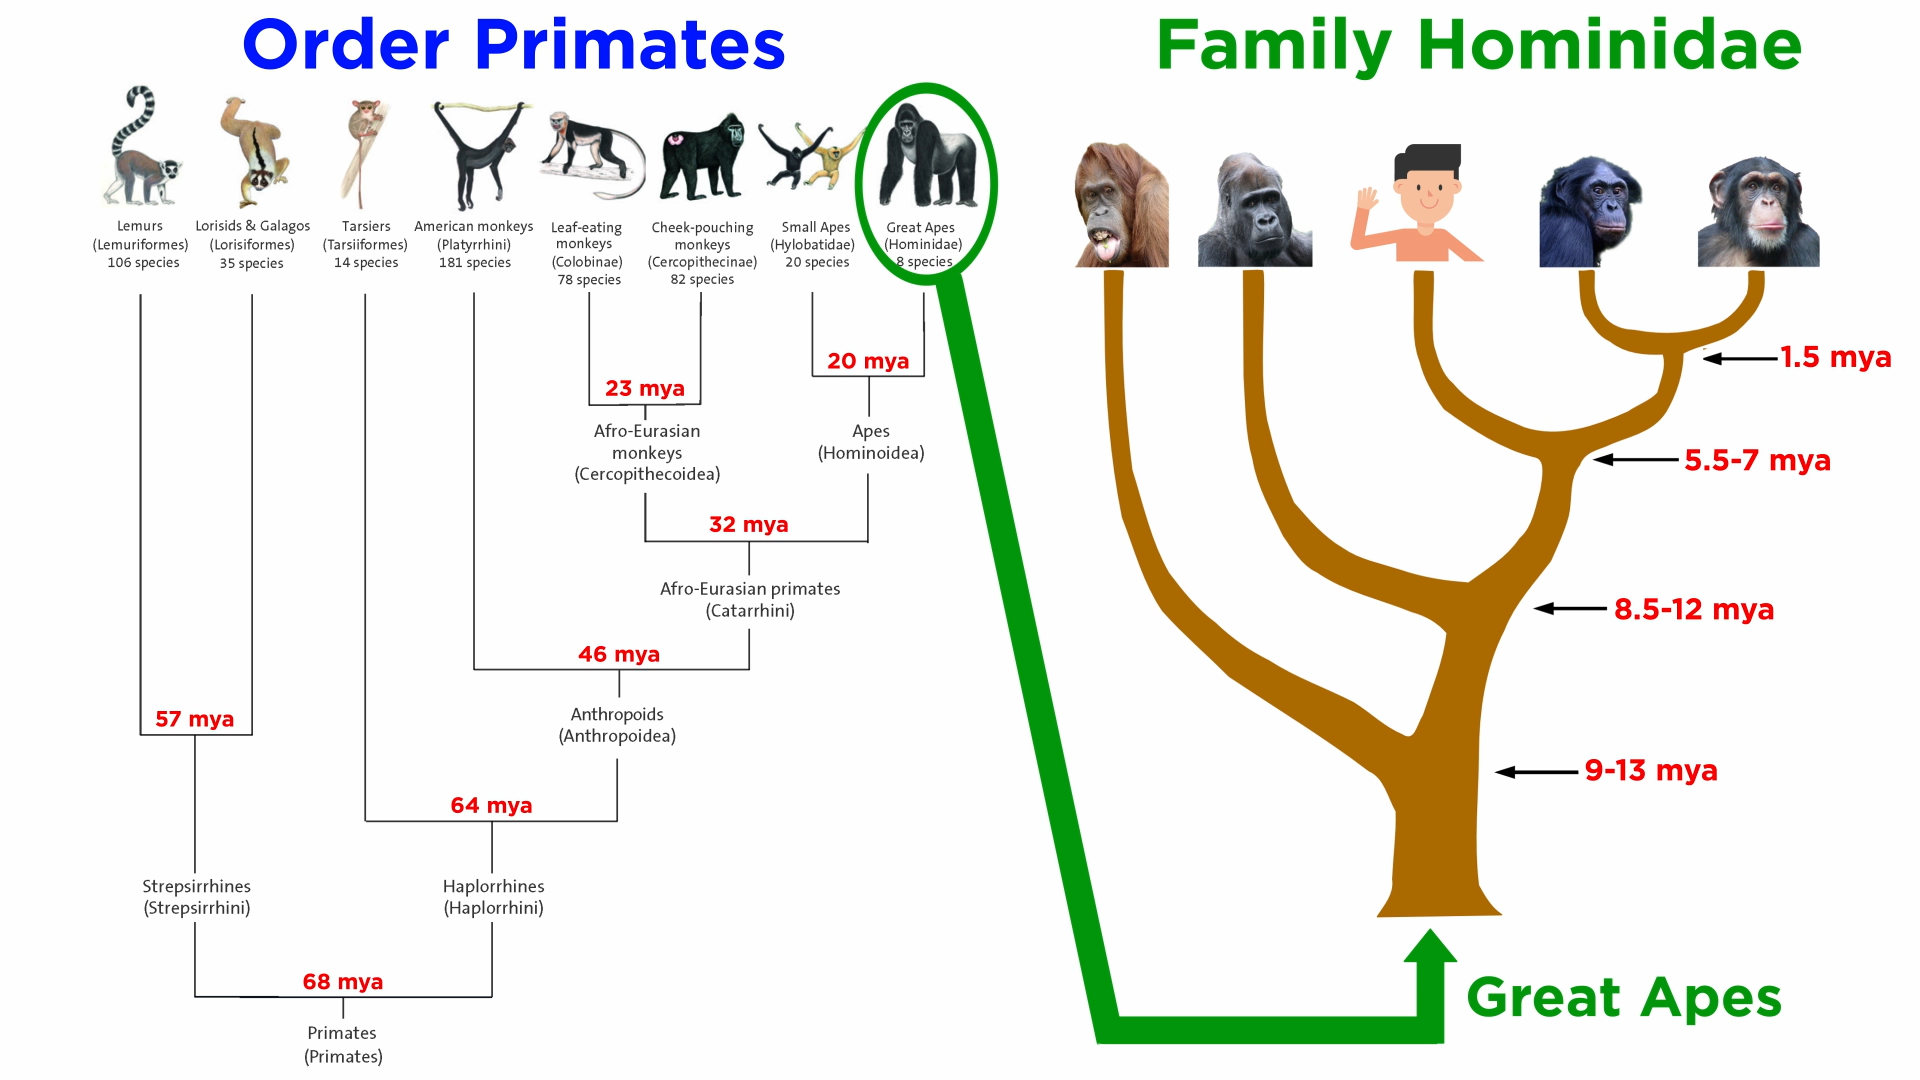 Order Primates
Family Hominidae
Lemurs
(Lemuriformes)
106 species
Lorisids & Galagos
(Lorisiformes)
35 species
Tarsiers
(Tarsiiformes)
14 species
American monkeys
(Platyrrhini)
181 species
Leaf-eating
monkeys
(Colobinae)
78 species
Cheek-pouching
monkeys
(Cercopithecinae)
82 species
Small Apes
(Hylobatidae)
20 species
Great Apes
(Hominidae)
8 species
20 mya
23 mya
Afro-Eurasian
monkeys
(Cercopithecoidea)
Apes
(Hominoidea)
32 mya
Afro-Eurasian primates
(Catarrhini)
46 mya
Anthropoids
(Anthropoidea)
57 mya
64 mya
Strepsirrhines
(Strepsirrhini)
Haplorrhines
(Haplorrhini)
68 mya
Primates
(Primates)
1.5 mya
5.5-7 mya
8.5-12 mya
9-13 mya
Great Apes